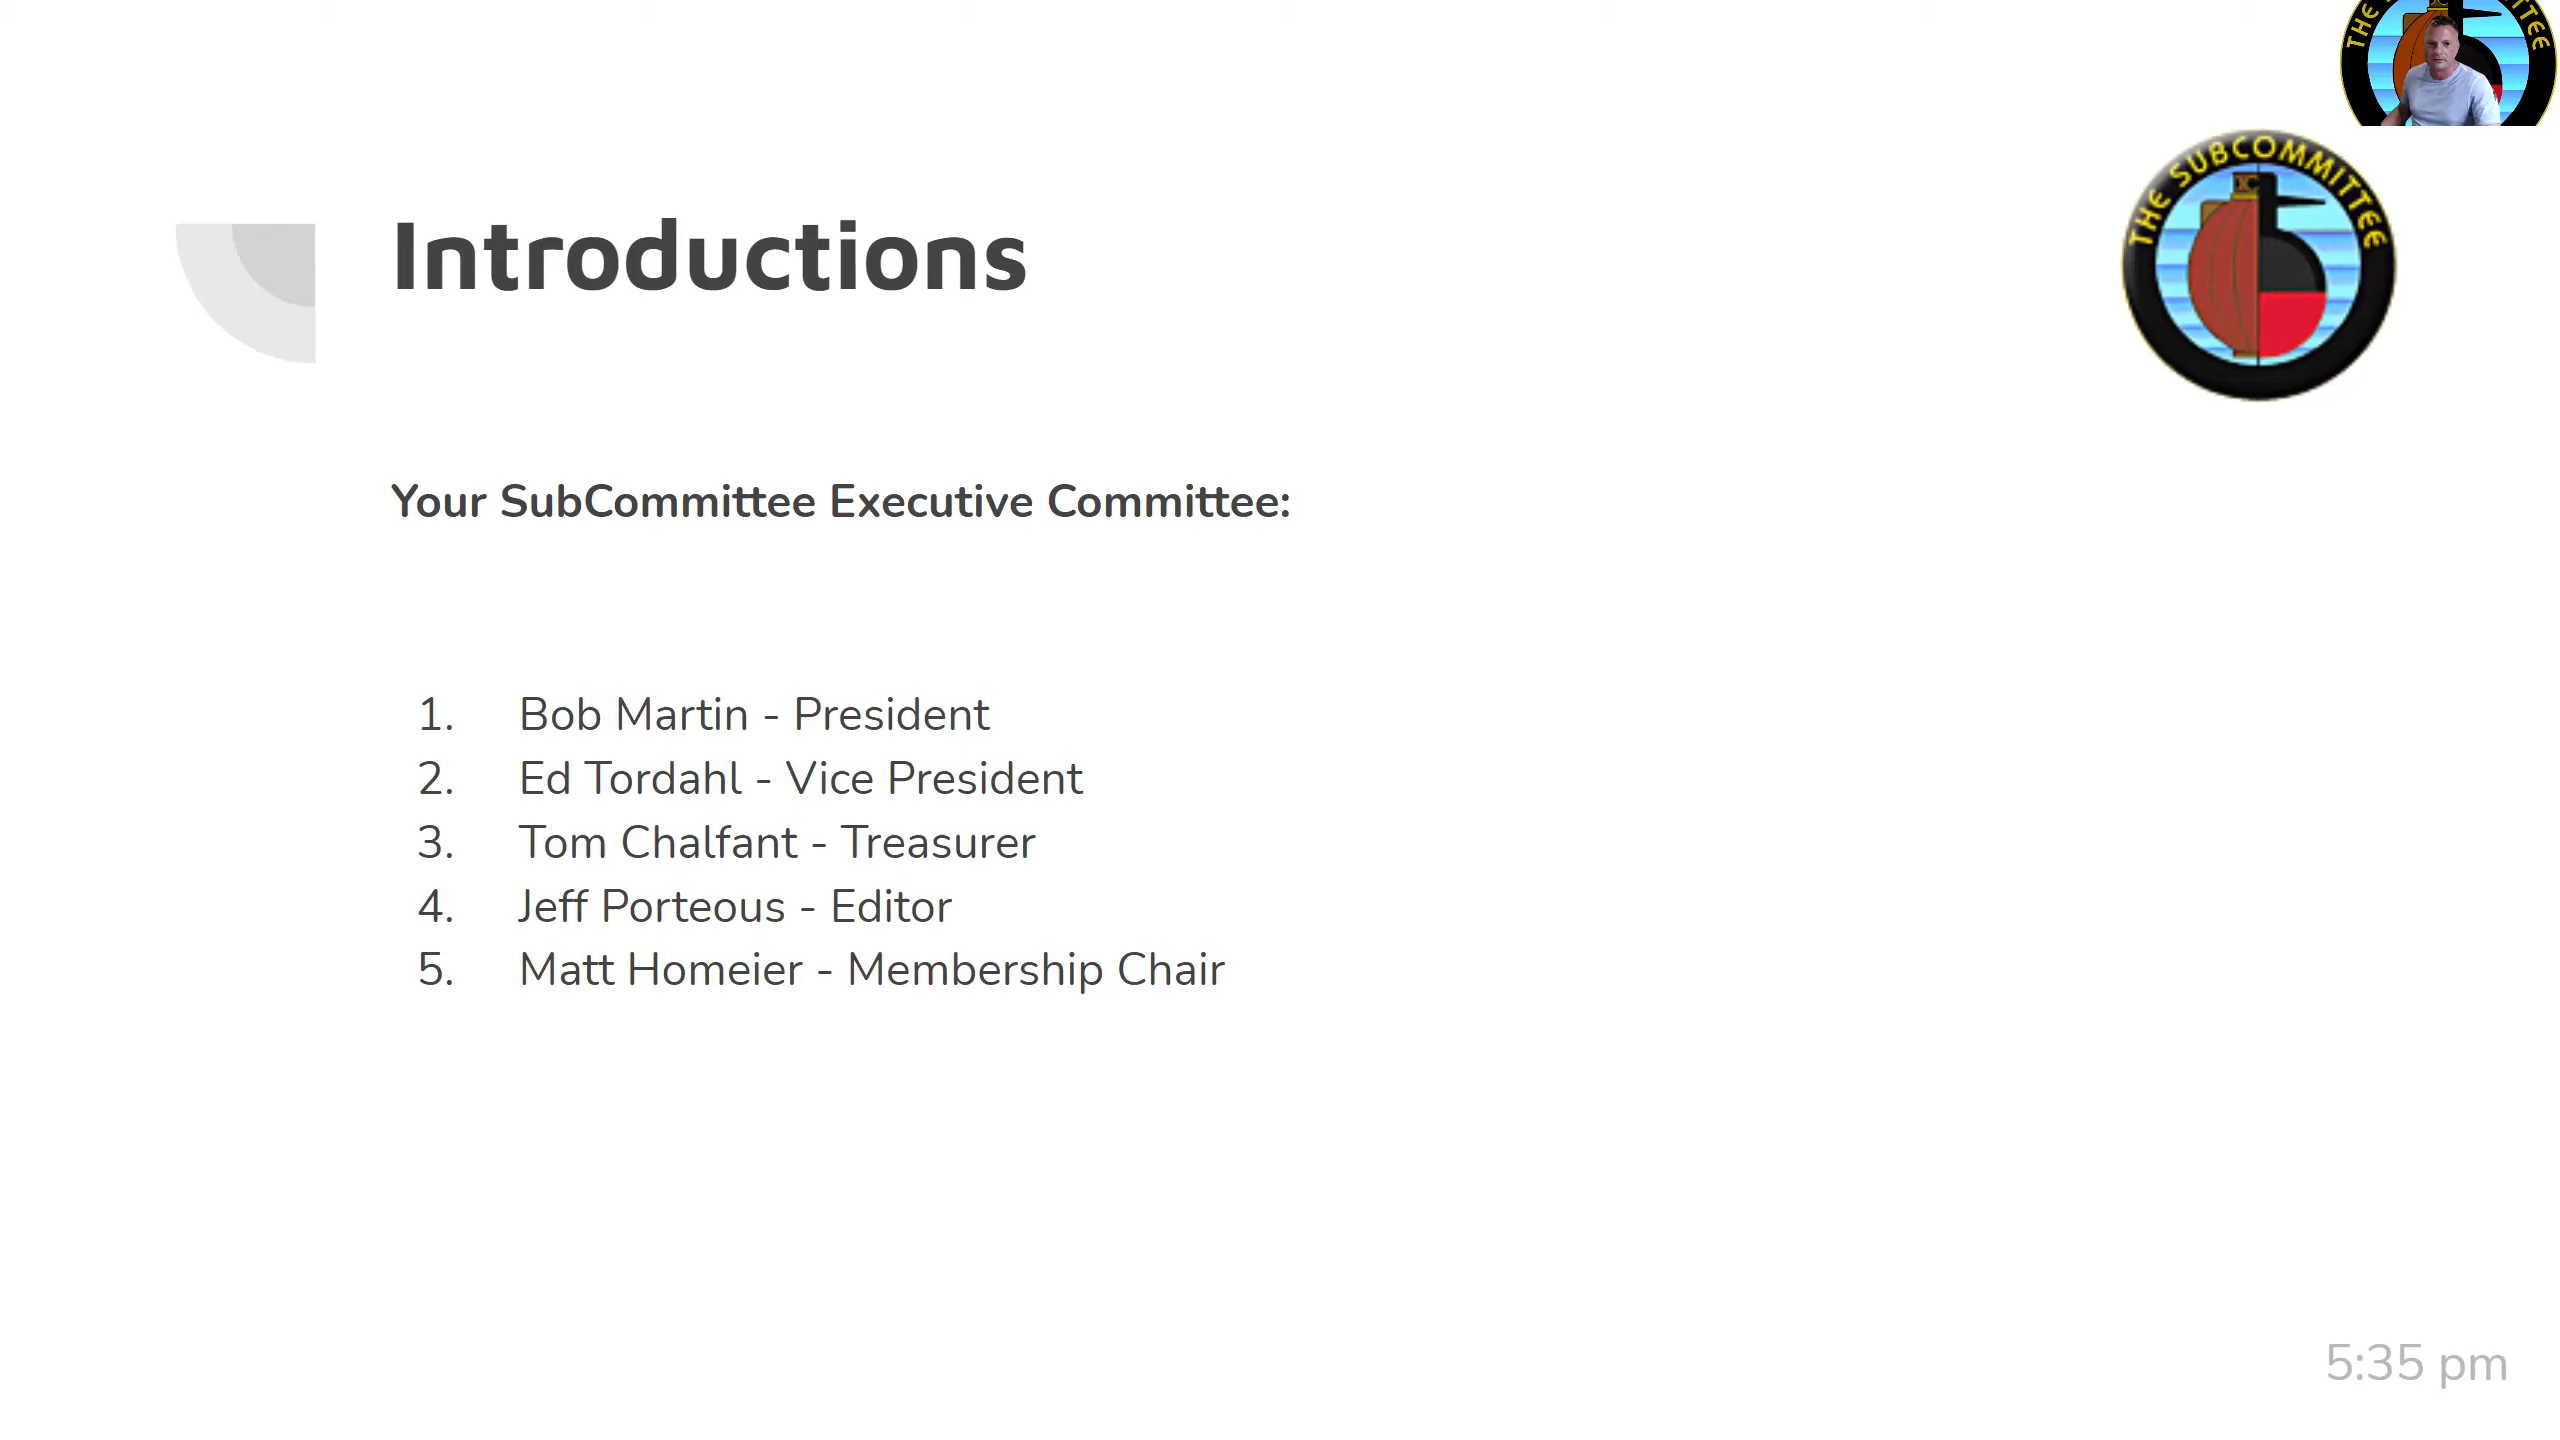 THE SUBCOMMITTEE
Introductions
Your SubCommittee Executive Committee:
1. Bob Martin - President
2. Ed Tordahl - Vice President
3. Tom Chalfant - Treasurer
4. Jeff Porteous - Editor
5. Matt Homeier - Membership Chair
5:35 pm